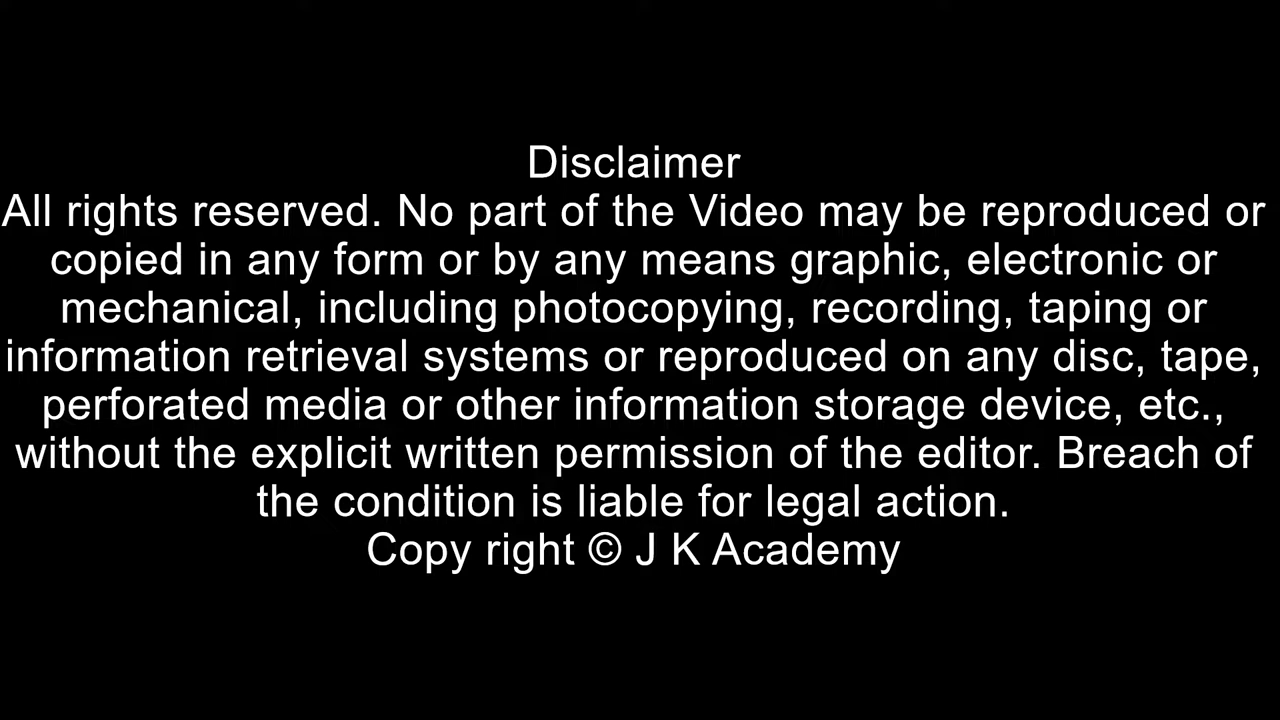 Disclaimer
All rights reserved. No part of the Video may be reproduced or
copied in any form or by any means graphic, electronic or
mechanical, including photocopying, recording, taping or
information retrieval systems or reproduced on any disc, tape,
perforated media or other information storage device, etc.,
without the explicit written permission of the editor. Breach of
the condition is liable for legal action.
Copy right © J K Academy